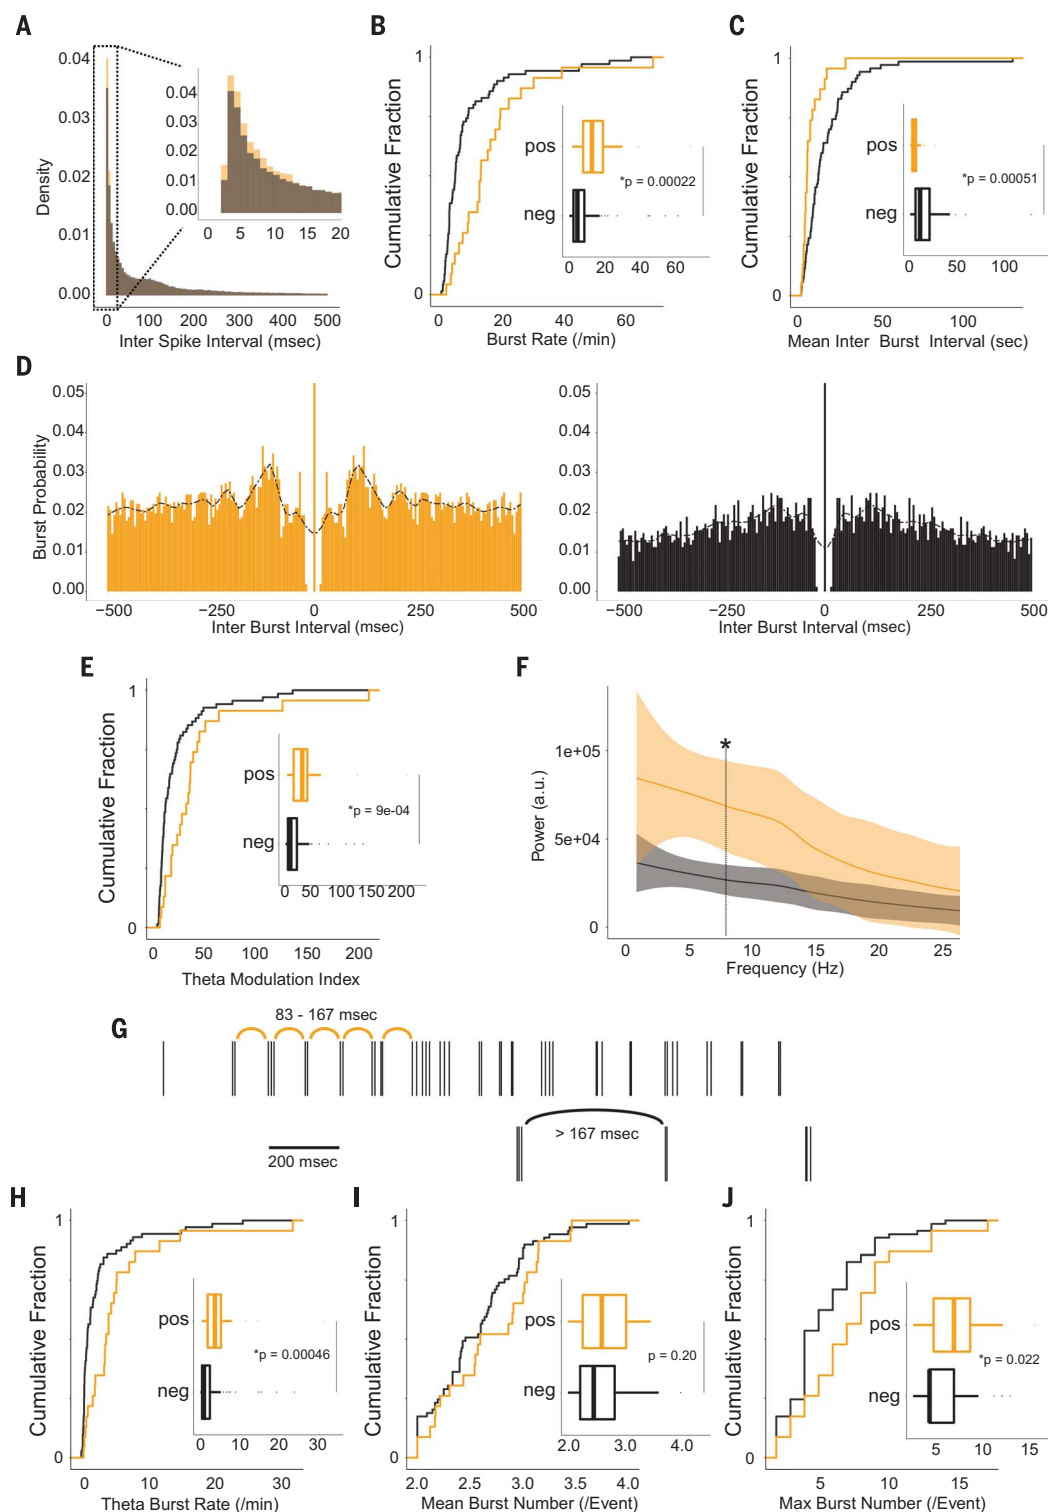 A
0.04
0.03
0.02
0.01
0.00
Density
0.04
0.03
0.02
0.01
0.00
0 5 10 15 20
0 100 200 300 400 500
Inter Spike Interval (msec)
B
1
0
Cumulative Fraction
pos
neg
*p = 0.00022
0 20 40 60
0 20 40 60
Burst Rate (/min)
C
1
0
Cumulative Fraction
pos
neg
*p = 0.00051
0 50 100
0 50 100
Mean Inter Burst Interval (sec)
D
0.05
0.04
0.03
0.02
0.01
0.00
Burst Probability
−500 −250 0 250 500
Inter Burst Interval (msec)
0.05
0.04
0.03
0.02
0.01
0.00
−500 −250 0 250 500
Inter Burst Interval (msec)
E
1
0
Cumulative Fraction
pos
neg
*p = 9e-04
0 50 100 150 200
0 50 100 150 200
Theta Modulation Index
F
1e+05
5e+04
0
Power (a.u.)
*
0 5 10 15 20 25
Frequency (Hz)
G
83 - 167 msec
> 167 msec
200 msec
H
1
0
Cumulative Fraction
pos
neg
*p = 0.00046
0 10 20 30
0 10 20 30
Theta Burst Rate (/min)
I
1
0
Cumulative Fraction
pos
neg
p = 0.20
2.0 3.0 4.0
2.0 2.5 3.0 3.5 4.0
Mean Burst Number (/Event)
J
1
0
Cumulative Fraction
pos
neg
*p = 0.022
5 10 15
5 10 15
Max Burst Number (/Event)